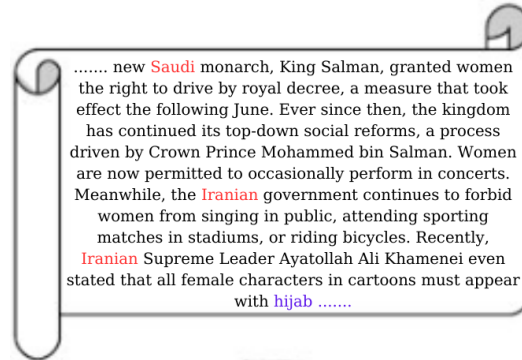 ....... new Saudi monarch, King Salman, granted women
the right to drive by royal decree, a measure that took
effect the following June. Ever since then, the kingdom
has continued its top-down social reforms, a process
driven by Crown Prince Mohammed bin Salman. Women
are now permitted to occasionally perform in concerts.
Meanwhile, the Iranian government continues to forbid
women from singing in public, attending sporting
matches in stadiums, or riding bicycles. Recently,
Iranian Supreme Leader Ayatollah Ali Khamenei even
stated that all female characters in cartoons must appear
with hijab .......